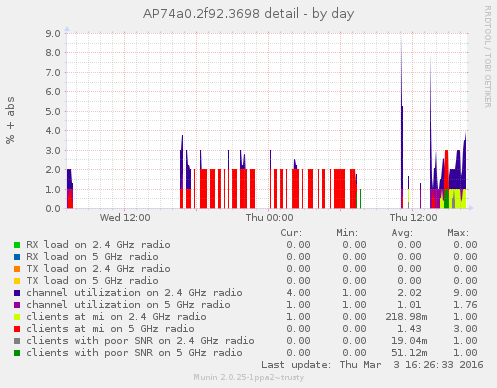 AP74a0.2f92.3698 detail - by day
RRDTOOL / TOBI OETIKER
% + abs
9.0
8.0
7.0
6.0
5.0
4.0
3.0
2.0
1.0
0.0
Wed 12:00 Thu 00:00 Thu 12:00
Cur: Min: Avg: Max:
RX load on 2.4 GHz radio 0.00 0.00 0.00 0.00
RX load on 5 GHz radio 0.00 0.00 0.00 0.00
TX load on 2.4 GHz radio 0.00 0.00 0.00 0.00
TX load on 5 GHz radio 0.00 0.00 0.00 0.00
channel utilization on 2.4 GHz radio 4.00 1.00 2.02 9.00
channel utilization on 5 GHz radio 1.00 1.00 1.01 1.76
clients at mi on 2.4 GHz radio 1.00 0.00 218.98m 1.00
clients at mi on 5 GHz radio 0.00 0.00 1.43 3.00
clients with poor SNR on 2.4 GHz radio 0.00 0.00 19.04m 1.00
clients with poor SNR on 5 GHz radio 0.00 0.00 51.12m 1.00
Last update: Thu Mar 3 16:26:33 2016
Munin 2.0.25-1ppa2~trusty